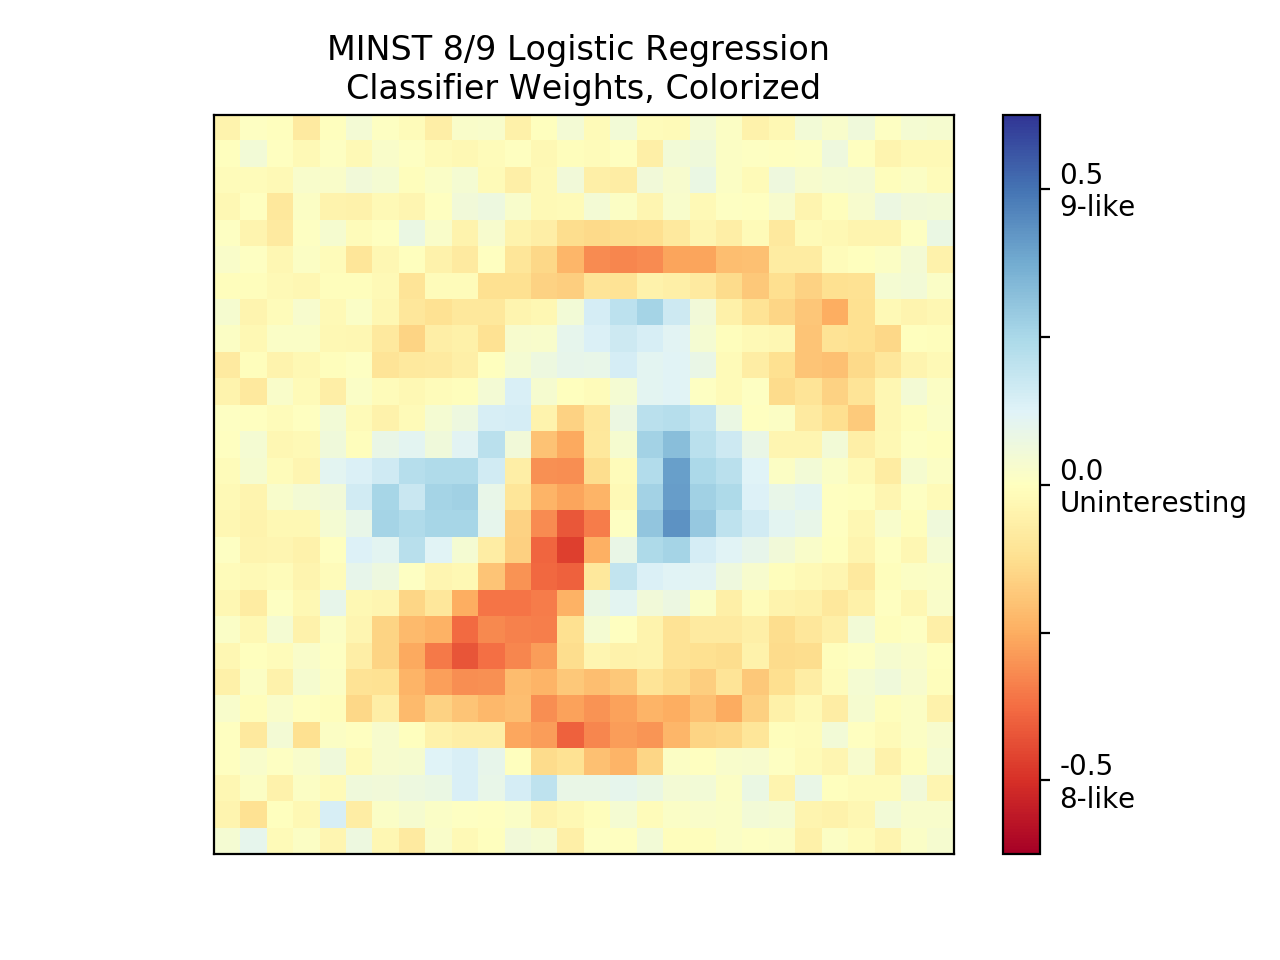 MINST 8/9 Logistic Regression
Classifier Weights, Colorized
0.5
9-like
0.0
Uninteresting
-0.5
8-like